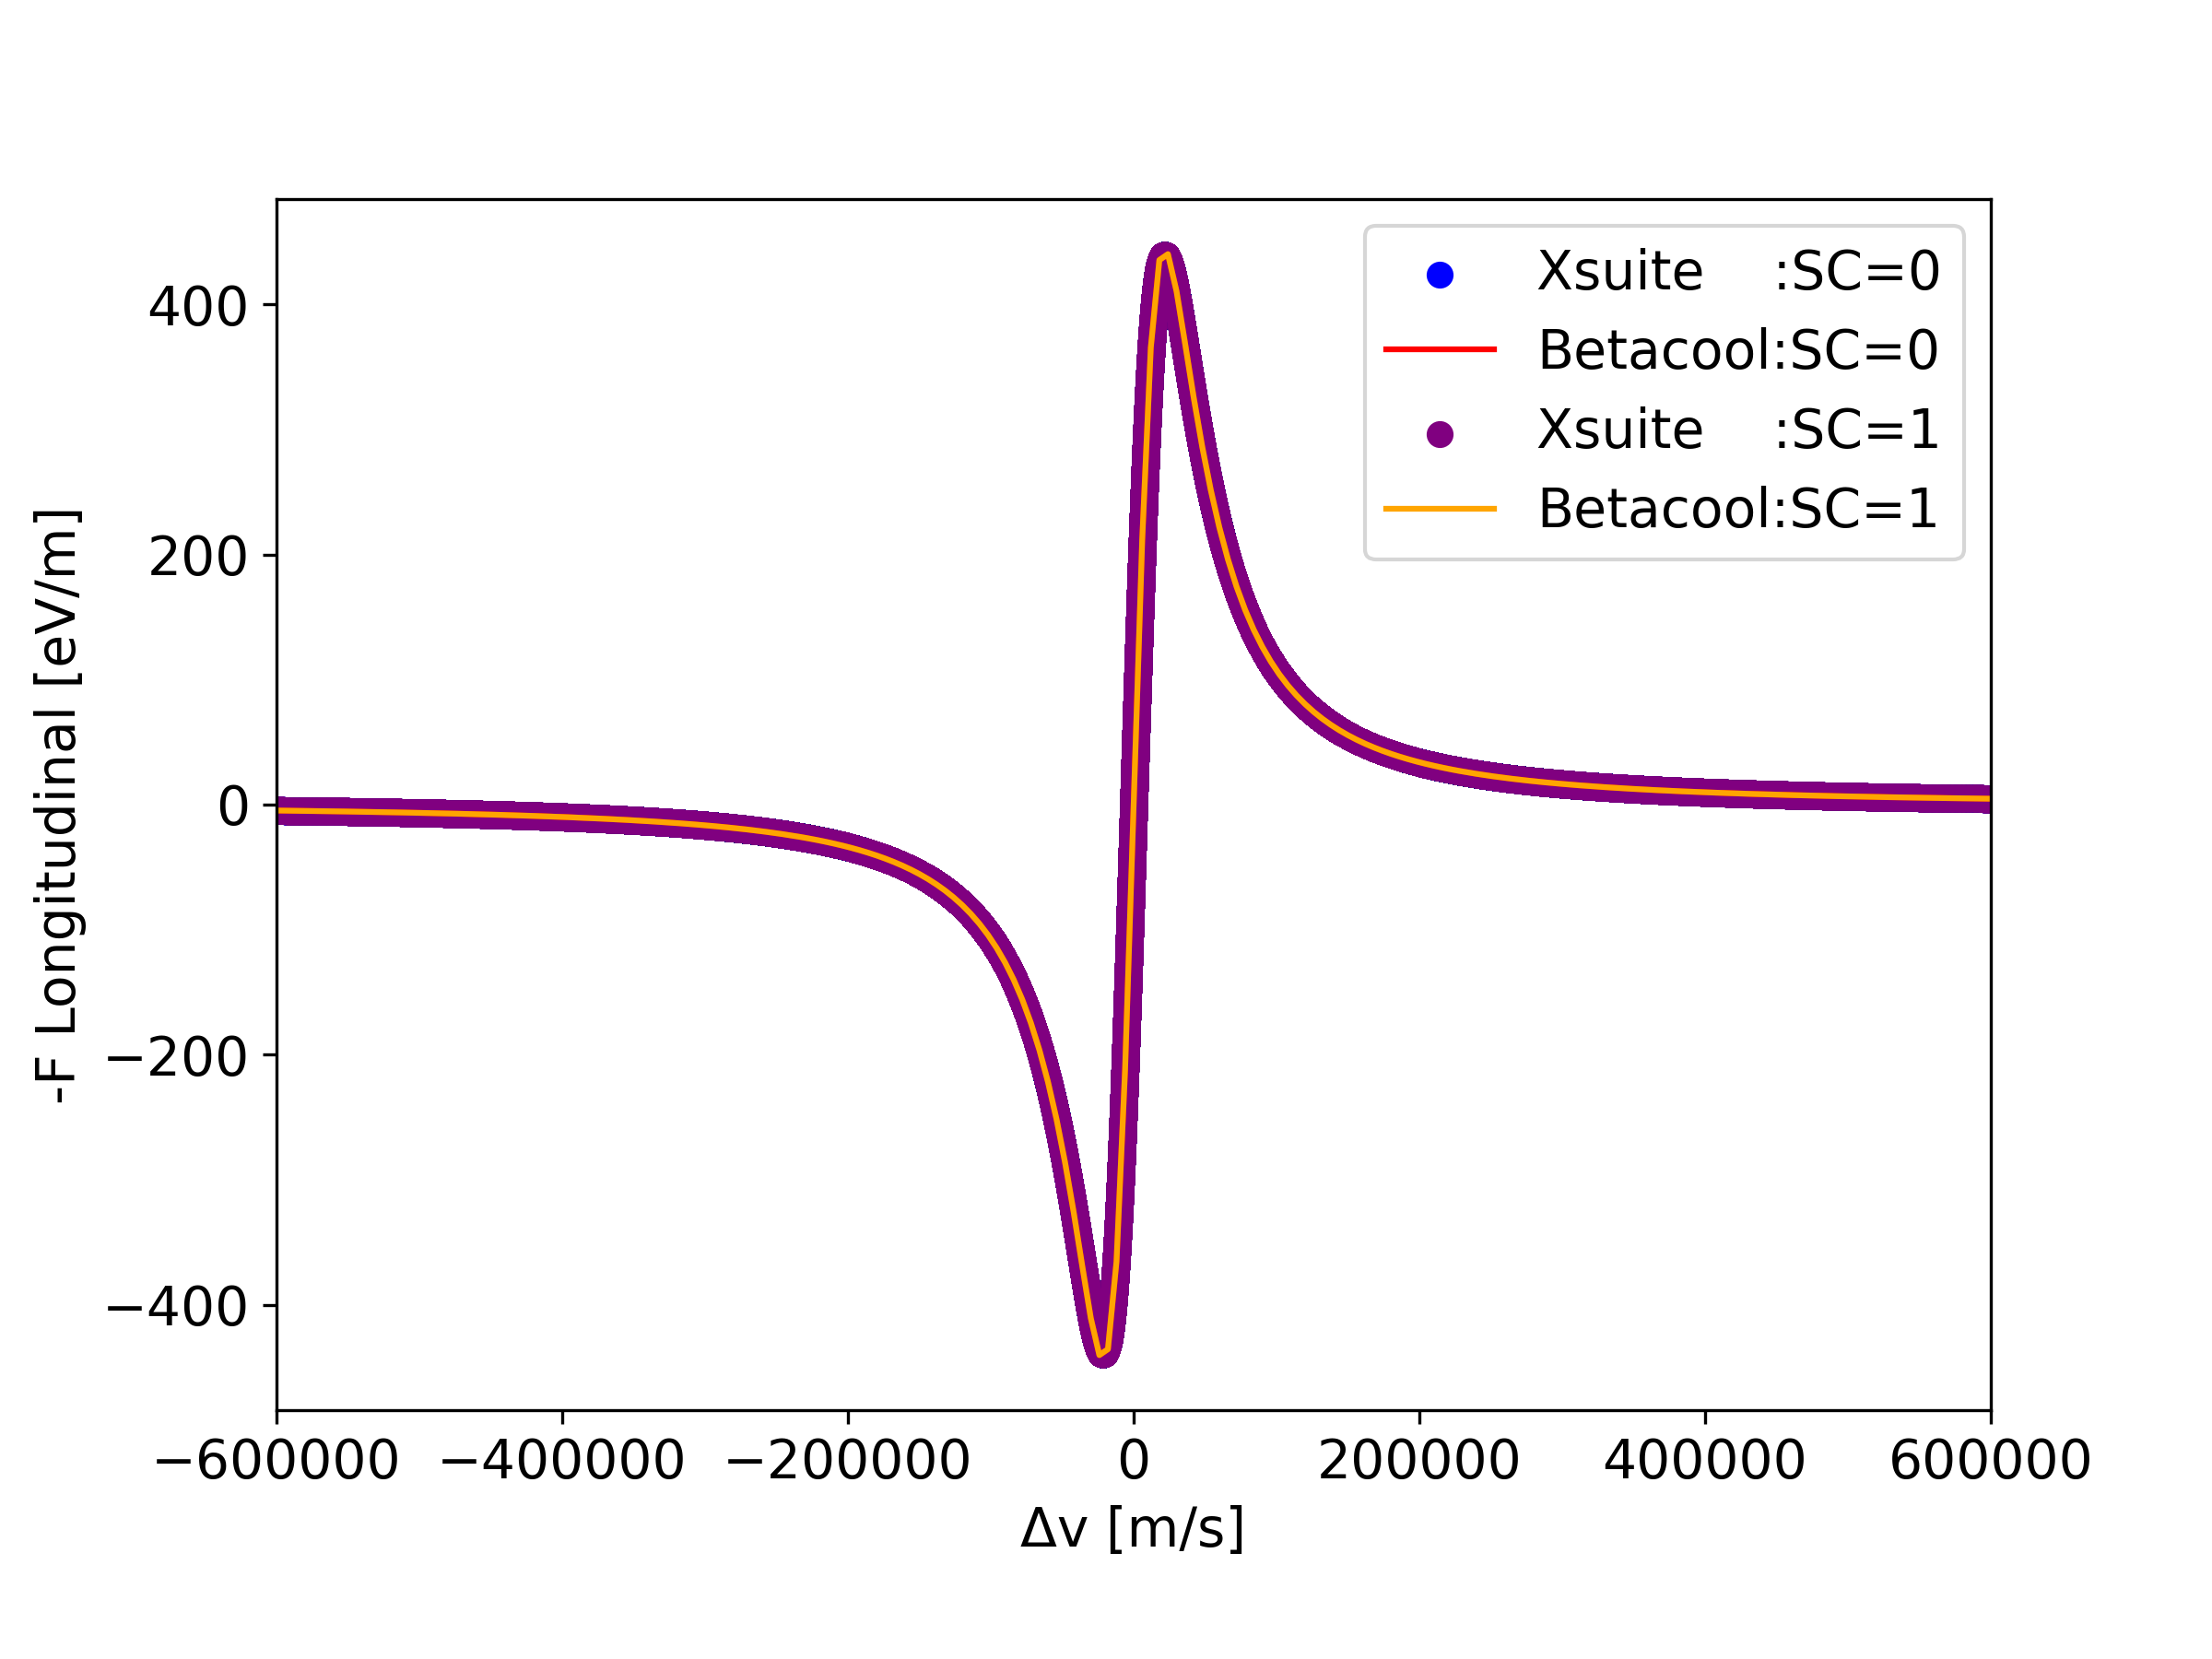 Xsuite    :SC=0
Betacool:SC=0
Xsuite    :SC=1
Betacool:SC=1
-F Longitudinal [eV/m]
400
200
0
−200
−400
−600000 −400000 −200000 0 200000 400000 600000
Δv [m/s]